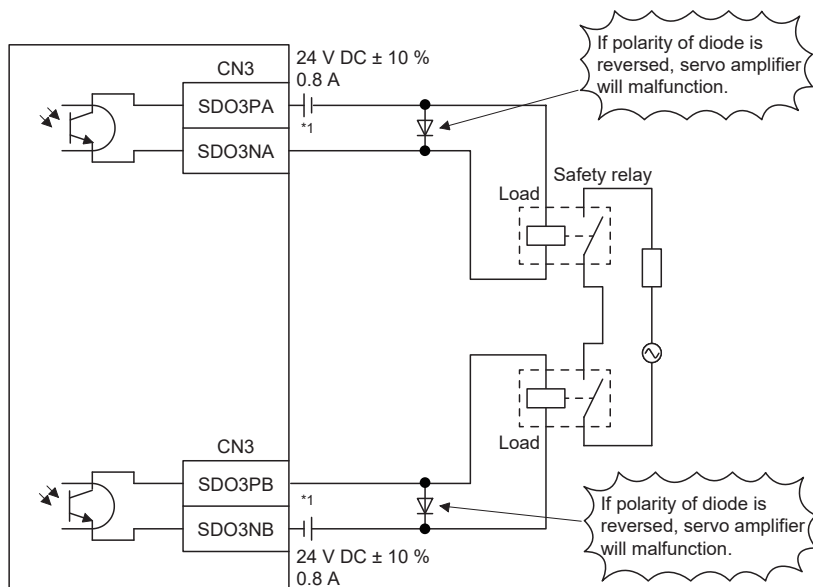 24 V DC ± 10 %
0.8 A
CN3
SDO3PA
*1
SDO3NA
If polarity of diode is
reversed, servo amplifier
will malfunction.
Safety relay
Load
Load
CN3
SDO3PB
*1
SDO3NB
24 V DC ± 10 %
0.8 A
If polarity of diode is
reversed, servo amplifier
will malfunction.